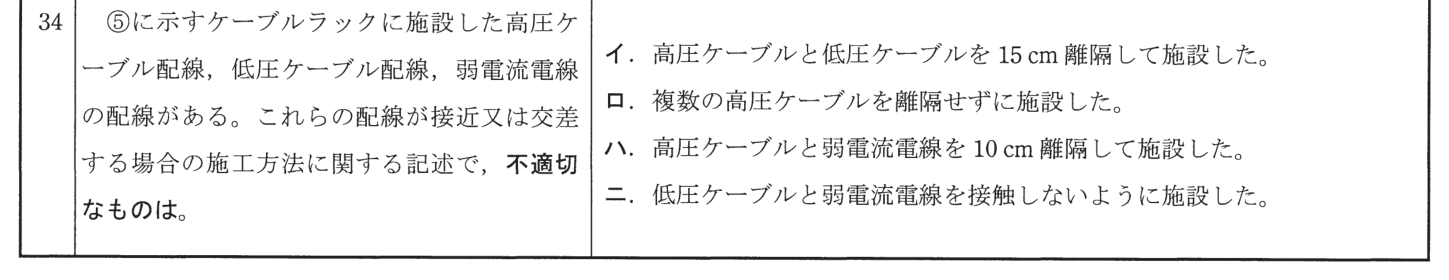 34
⑤に示すケーブルラックに施設した高圧ケ
ーブル配線，低圧ケーブル配線，弱電流電線
の配線がある。これらの配線が接近又は交差
する場合の施工方法に関する記述で，不適切
なものは。
イ．高圧ケーブルと低圧ケーブルを 15 cm 離隔して施設した。
ロ．複数の高圧ケーブルを離隔せずに施設した。
ハ．高圧ケーブルと弱電流電線を 10 cm 離隔して施設した。
ニ．低圧ケーブルと弱電流電線を接触しないように施設した。